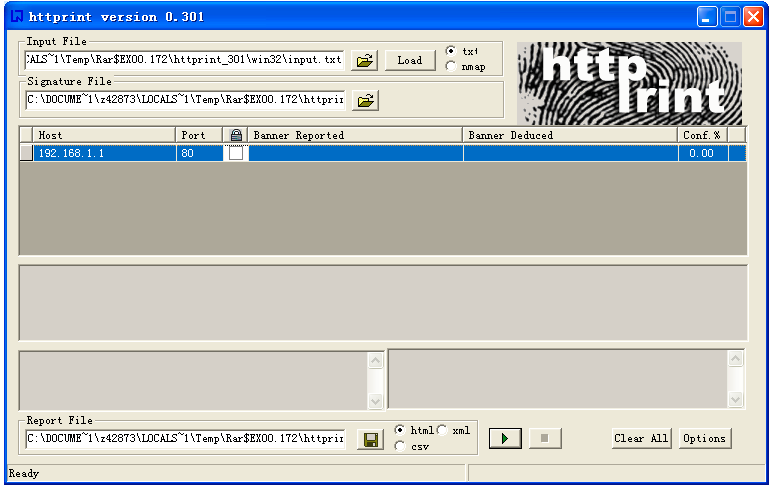 httprint version 0.301
Input File
CALS~1\Temp\Rar$EX00.172\httprint_301\win32\input.txt
Load
txt
nmap
http
print
Signature File
C:\DOCUME~1\z42873\LOCALS~1\Temp\Rar$EX00.172\httprir
Host Port Banner Reported Banner Deduced Conf.%
192.168.1.1 80 0.00
Report File
C:\DOCUME~1\z42873\LOCALS~1\Temp\Rar$EX00.172\httprir
html xml
csv
Clear All Options
Ready